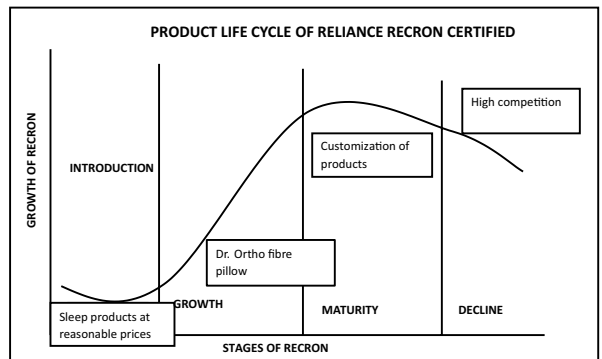 PRODUCT LIFE CYCLE OF RELIANCE RECRON CERTIFIED
GROWTH OF RECRON
INTRODUCTION
High competition
Customization of
products
Dr. Ortho fibre
pillow
GROWTH
MATURITY
DECLINE
Sleep products at
reasonable prices
STAGES OF RECRON